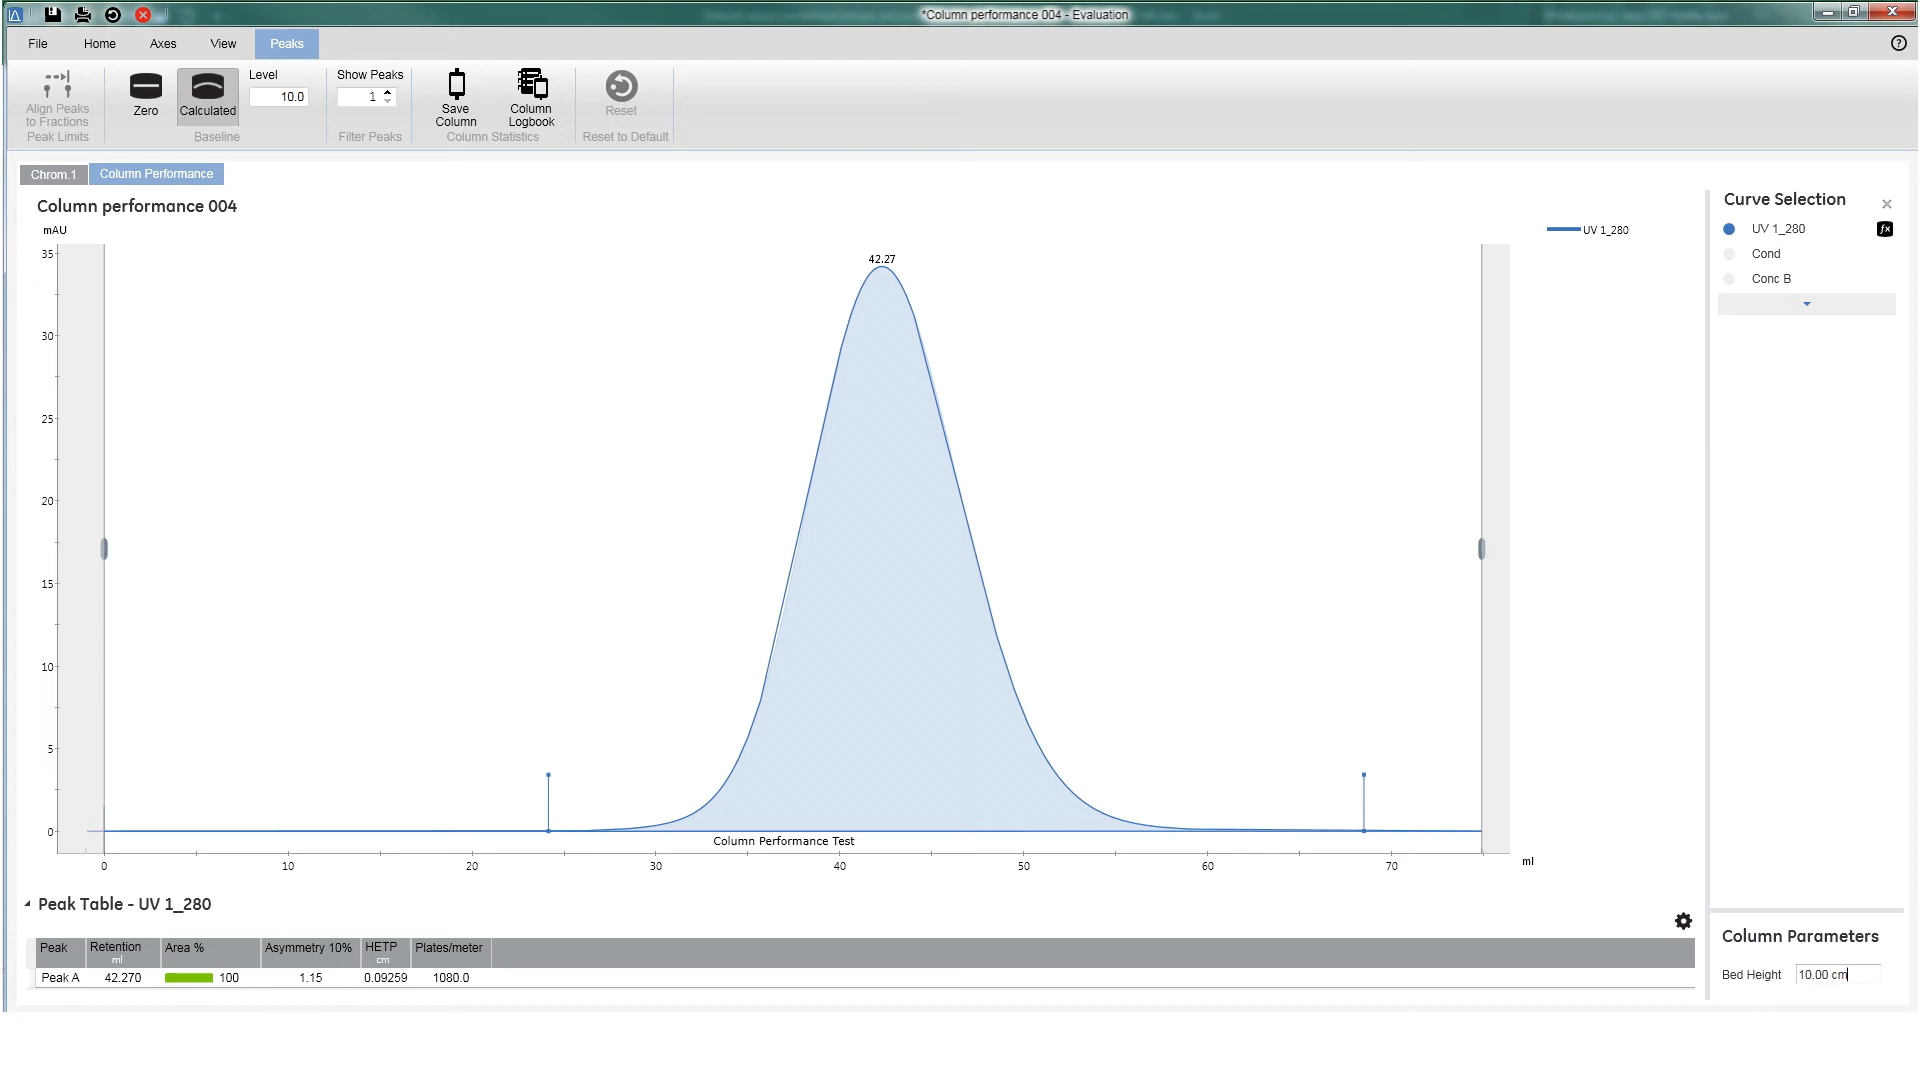 *Column performance 004 - Evaluation
File Home Axes View Peaks
Align Peaks to Fractions
Peak Limits
Zero
Calculated
Level
10.0
Baseline
Show Peaks
1
Filter Peaks
Save Column
Column Logbook
Column Statistics
Reset
Reset to Default
Chrom.1 Column Performance
Column performance 004
mAU
UV 1_280
42.27
35
30
25
20
15
10
5
0
Column Performance Test
0 10 20 30 40 50 60 70 ml
Peak Table - UV 1_280
Peak Retention ml Area % Asymmetry 10% HETP cm Plates/meter
Peak A 42.270 100 1.15 0.09259 1080.0
Curve Selection
UV 1_280 fx
Cond
Conc B
Column Parameters
Bed Height 10.00 cm